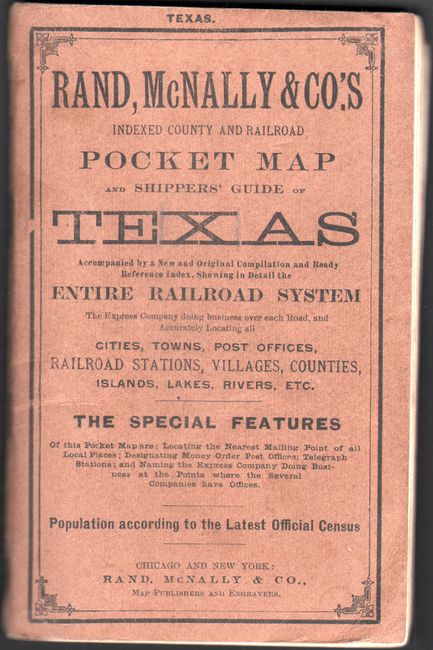 TEXAS.
RAND, McNALLY & CO.'S
INDEXED COUNTY AND RAILROAD
POCKET MAP
AND SHIPPERS' GUIDE OF
TEXAS
Accompanied by a New and Original Compilation and Ready
Reference Index, Showing in Detail the
ENTIRE RAILROAD SYSTEM
The Express Company doing business over each Road, and
Accurately Locating all
CITIES, TOWNS, POST OFFICES,
RAILROAD STATIONS, VILLAGES, COUNTIES,
ISLANDS, LAKES, RIVERS, ETC.
THE SPECIAL FEATURES
Of this Pocket Map are; Locating the Nearest Mailing Point of all
Local Places; Designating Money Order Post Offices; Telegraph
Stations; and Naming the Express Company Doing Busi-
ness at the Points where the Several
Companies have Offices.
Population according to the Latest Official Census
CHICAGO AND NEW YORK:
RAND, McNALLY & CO.,
MAP PUBLISHERS AND ENGRAVERS.